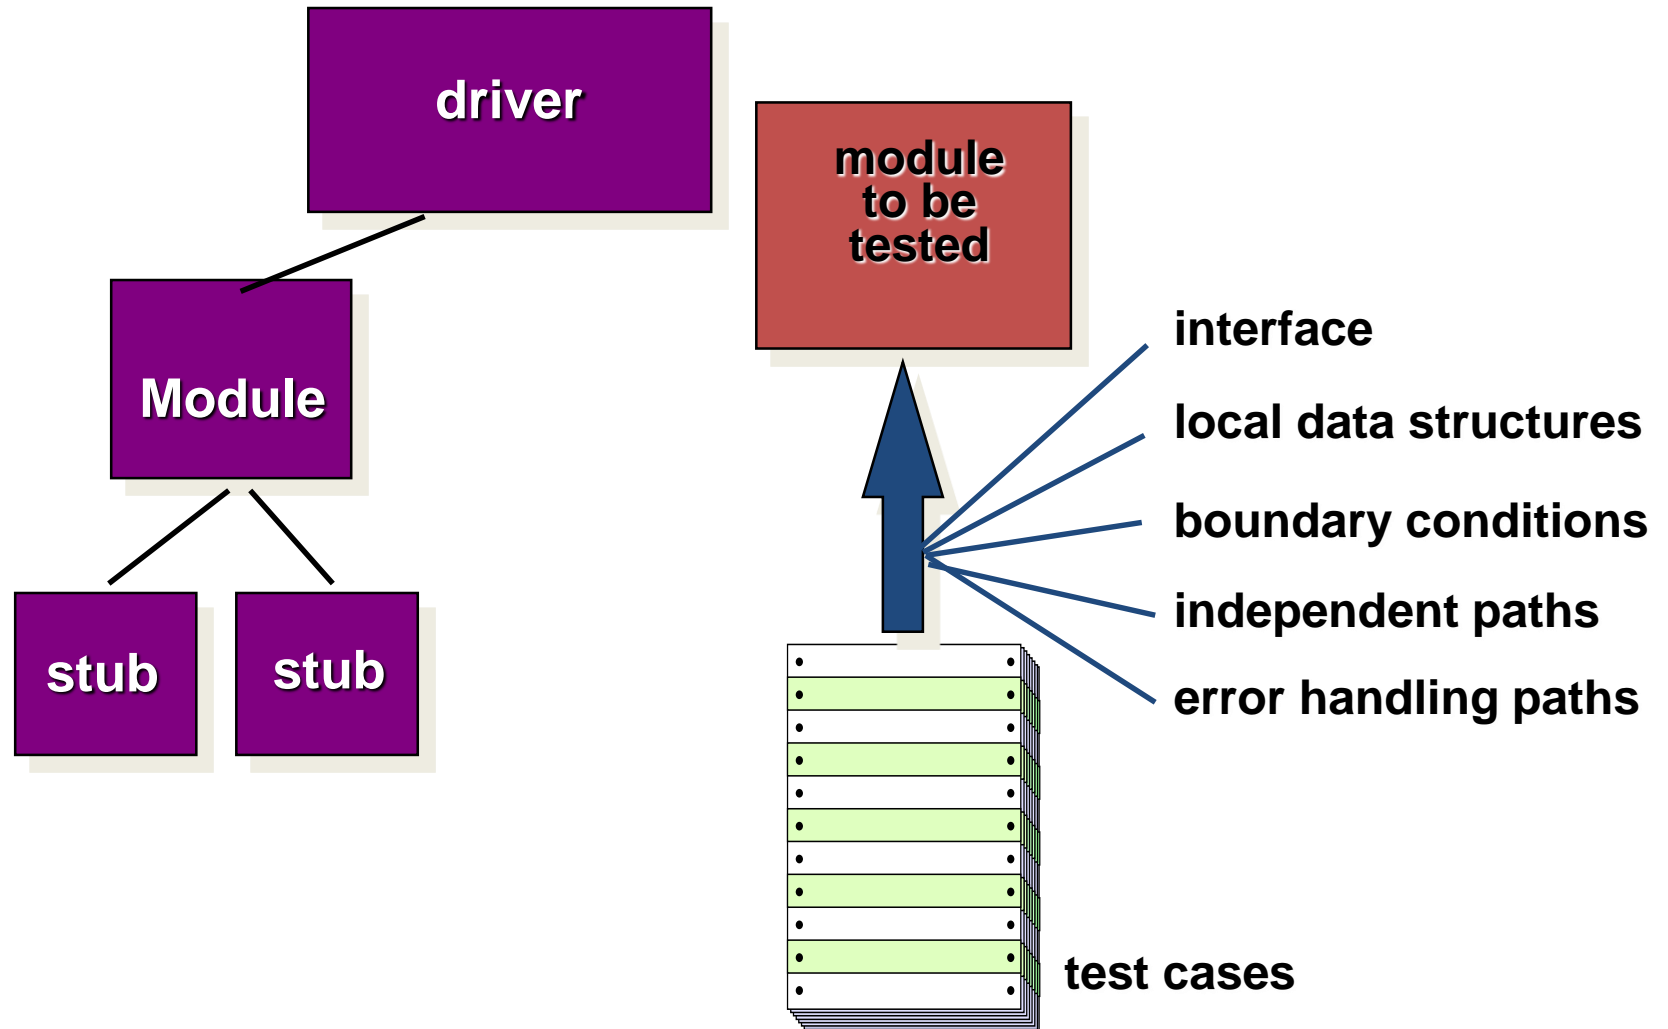 driver
Module
stub
stub
module
to be
tested
interface
local data structures
boundary conditions
independent paths
error handling paths
test cases